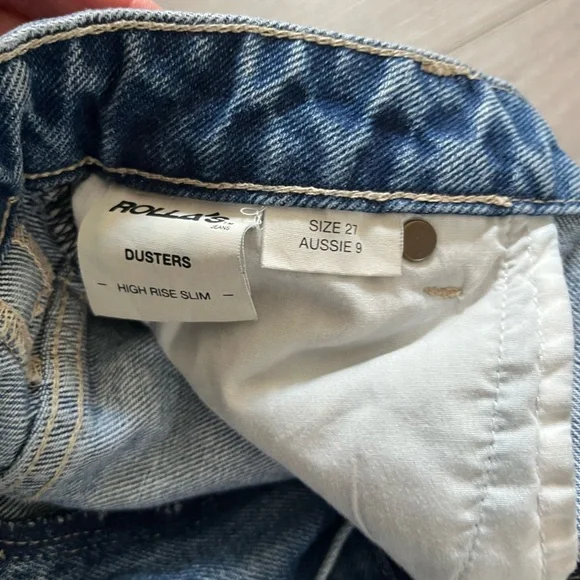 ROLLA'S
JEANS
DUSTERS
- HIGH RISE SLIM -
SIZE 27
AUSSIE 9